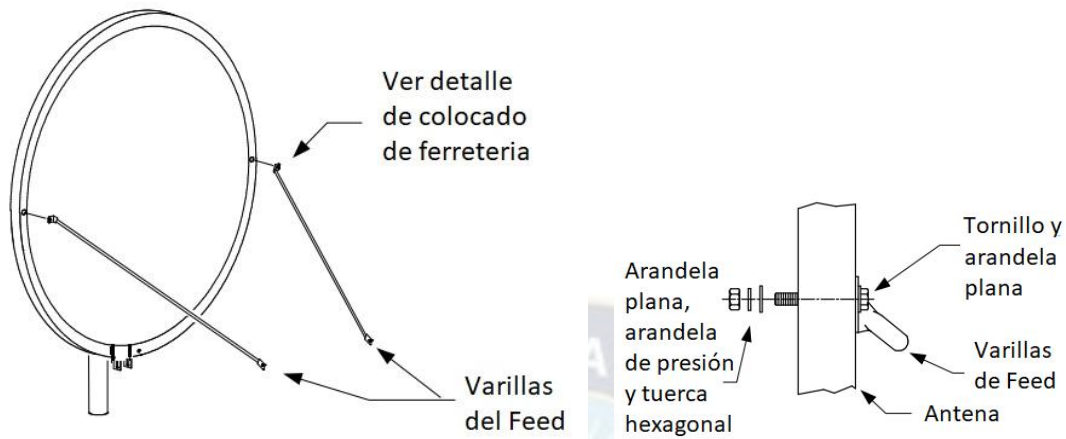 Ver detalle
de colocado
de ferreteria
Varillas
del Feed
Arandela
plana,
arandela
de presión
y tuerca
hexagonal
Tornillo y
arandela
plana
Varillas
de Feed
Antena
A